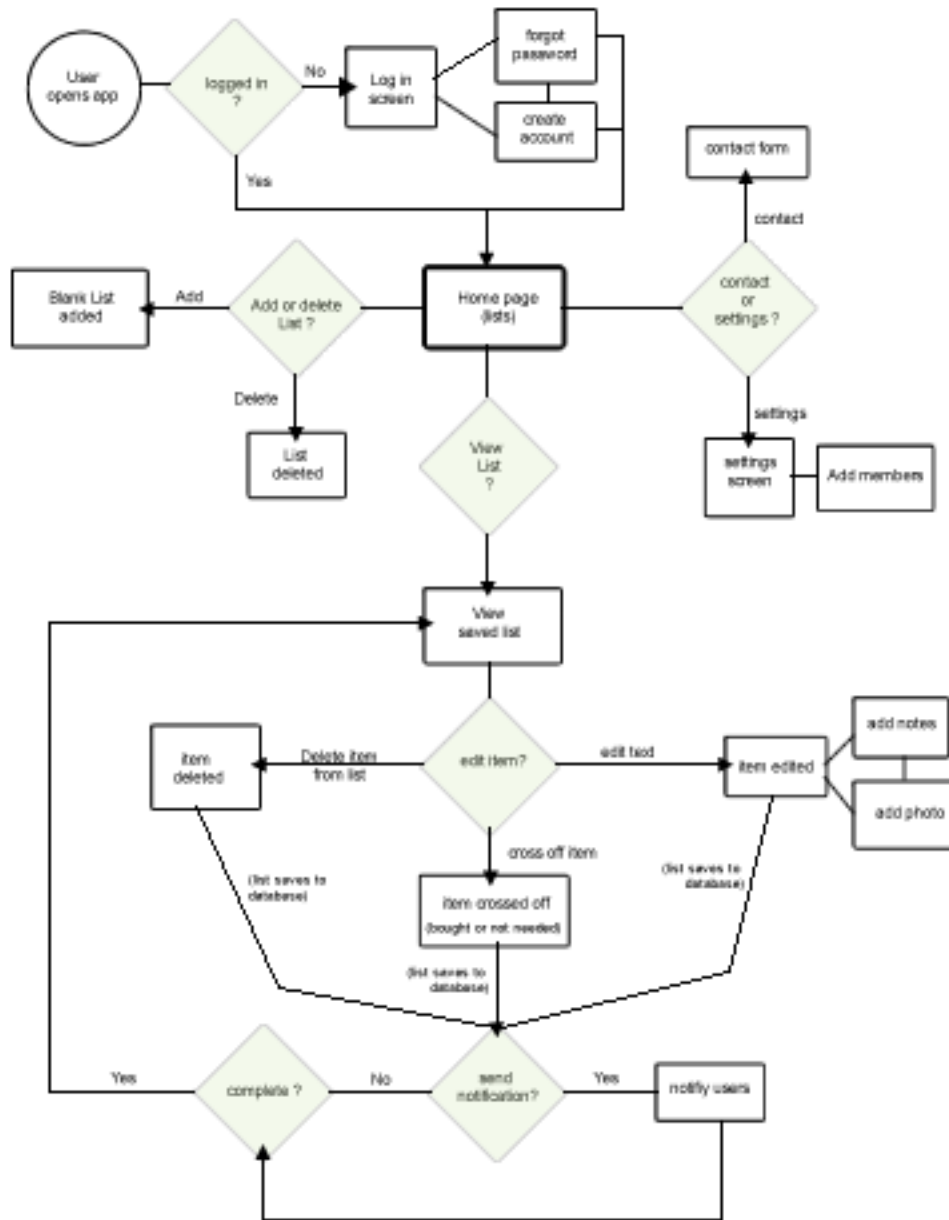 User
opens app
logged in
?
No
Log in
screen
forgot
password
create
account
Yes
contact form
contact
Blank List
added
Add
Add or delete
List ?
Home page
(lists)
contact
or
settings ?
Delete
List
deleted
View
List
?
settings
settings
screen
Add members
View
saved list
item
deleted
Delete item
from list
edit item?
edit text
item edited
add notes
add photo
cross off item
(list saves to
database)
item crossed off
(bought or not needed)
(list saves to
database)
(list saves to
database)
Yes
complete ?
No
send
notification?
Yes
notifiy users